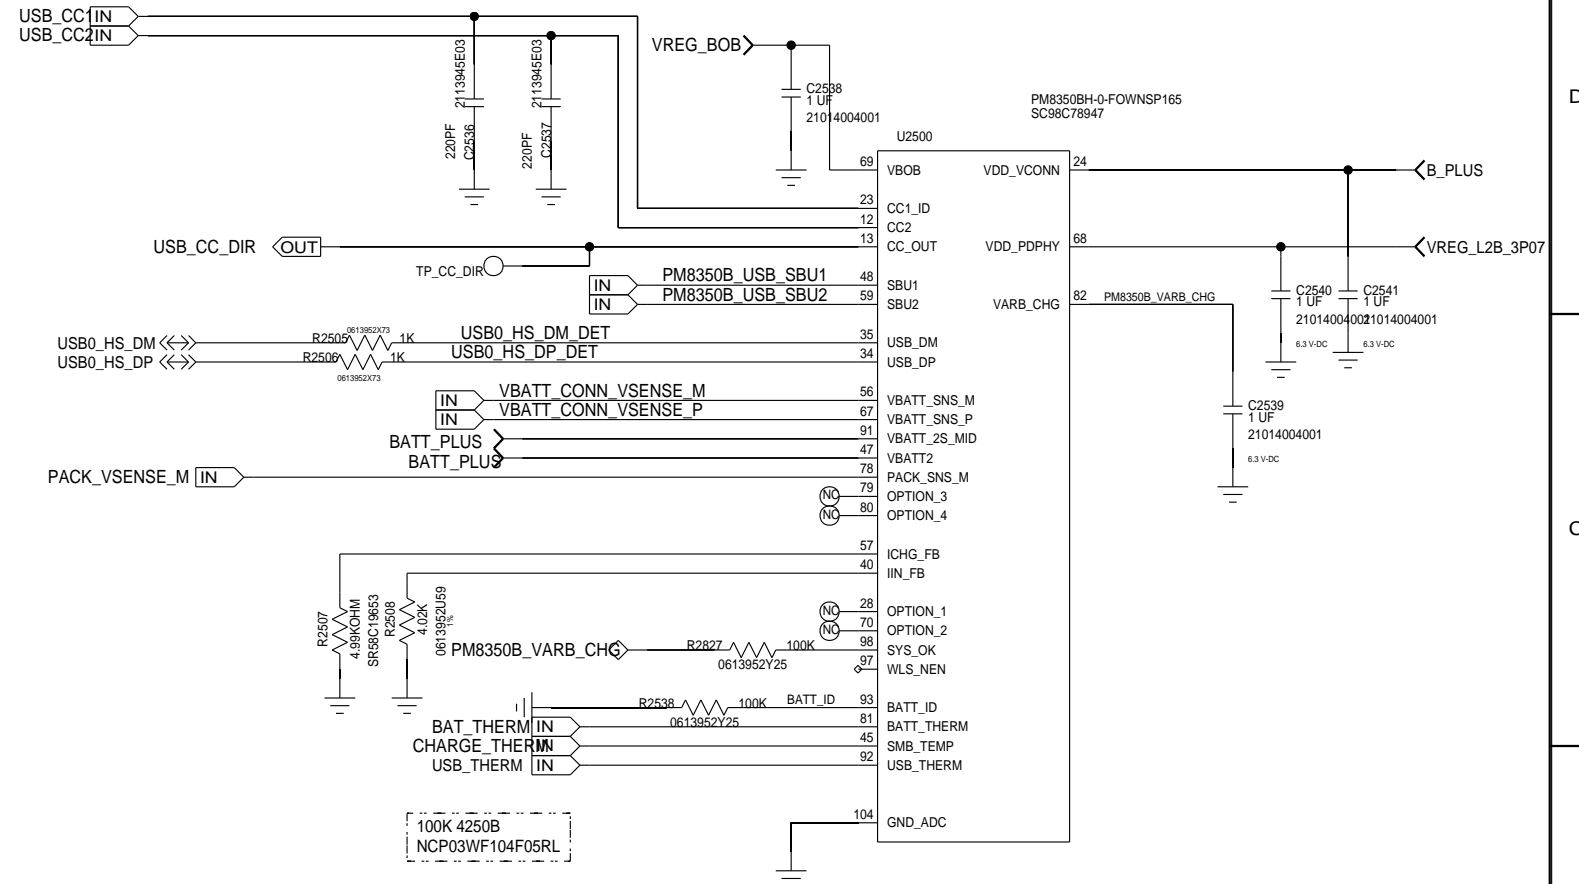 USB_CC1 IN
USB_CC2 IN
2113945E03
220PF
C2536
2113945E03
220PF
C2537
VREG_BOB
C2538
1 UF
21014004001
PM8350BH-0-FOWNSP165
SC98C78947
U2500
69 VBOB
VDD_VCONN 24
B_PLUS
23 CC1_ID
12 CC2
USB_CC_DIR OUT
13 CC_OUT
VDD_PDPHY 68
VREG_L2B_3P07
TP_CC_DIR
IN PM8350B_USB_SBU1 48 SBU1
IN PM8350B_USB_SBU2 59 SBU2
VARB_CHG 82 PM8350B_VARB_CHG
C2540
1 UF
21014004001
6.3 V-DC
C2541
1 UF
21014004001
6.3 V-DC
USB0_HS_DM R2505 0613952X73 1K USB0_HS_DM_DET 35 USB_DM
USB0_HS_DP R2506 1K USB0_HS_DP_DET 34 USB_DP
0613952X73
IN VBATT_CONN_VSENSE_M 56 VBATT_SNS_M
IN VBATT_CONN_VSENSE_P 67 VBATT_SNS_P
C2539
1 UF
21014004001
6.3 V-DC
BATT_PLUS 91 VBATT_2S_MID
BATT_PLUS 47 VBATT2
PACK_VSENSE_M IN 78 PACK_SNS_M
NC 79 OPTION_3
NC 80 OPTION_4
57 ICHG_FB
40 IIN_FB
R2507
4.99KOHM
SR58C19653
R2508
4.02K
0613952U59
1%
NC 28 OPTION_1
NC 70 OPTION_2
PM8350B_VARB_CHG R2827 100K 98 SYS_OK
0613952Y25
97 WLS_NEN
R2538 100K BATT_ID 93 BATT_ID
0613952Y25
BAT_THERM IN 81 BATT_THERM
CHARGE_THERM IN 45 SMB_TEMP
USB_THERM IN 92 USB_THERM
104 GND_ADC
100K 4250B
NCP03WF104F05RL
D
C